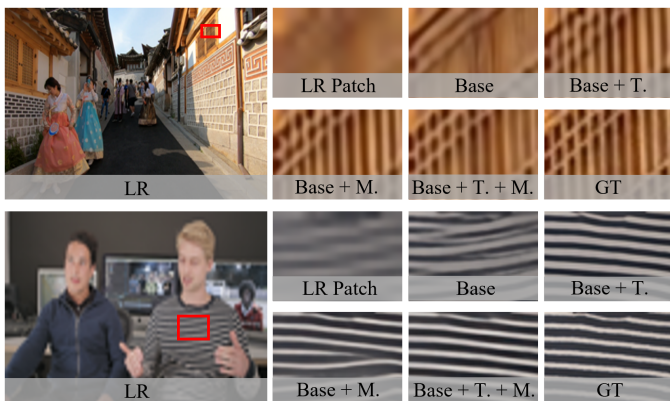 LR Patch
Base
Base + T.
LR
Base + M.
Base + T. + M.
GT
LR Patch
Base
Base + T.
LR
Base + M.
Base + T. + M.
GT